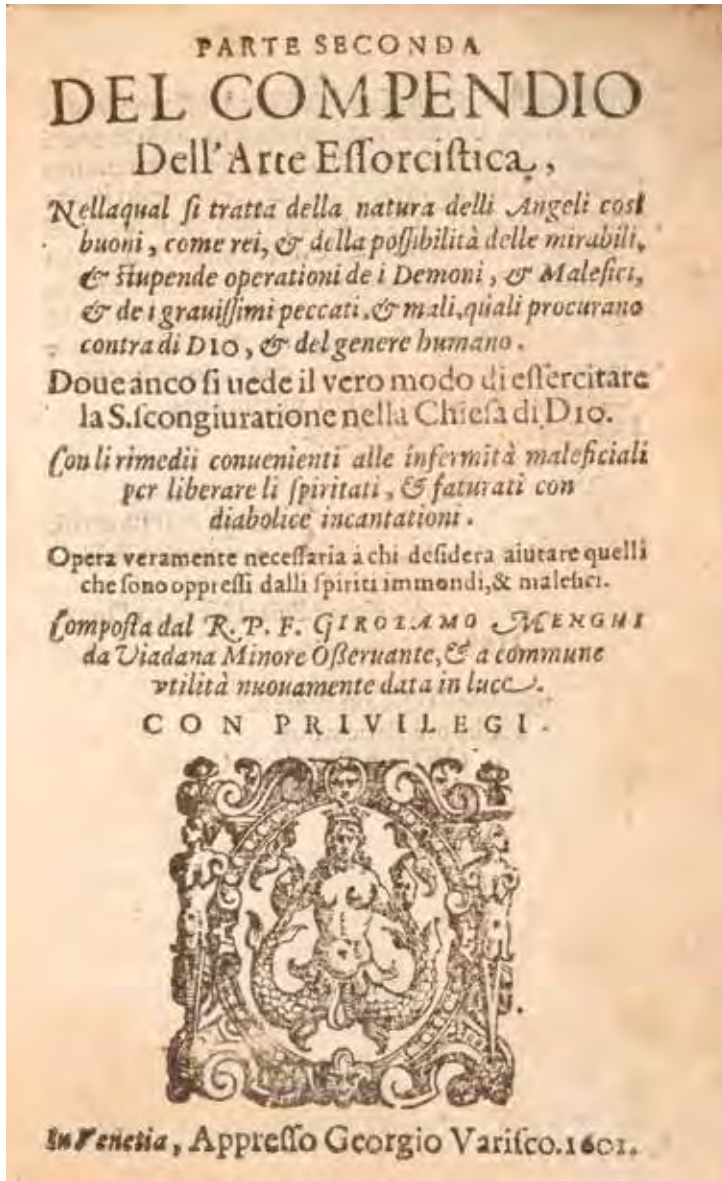 PARTE SECONDA
DEL COMPENDIO
Dell'Arte Eſſorciſtica,
Nellaqual ſi tratta della natura delli Angeli così
buoni, come rei, & della poſſibilità delle mirabili,
& stupende operationi de i Demoni, & Malefici,
& de i grauiſſimi peccati, & mali, quali procurano
contra di DIO, & del genere humano.
Doue anco ſi uede il vero modo di eſſercitare
la S. ſcongiuratione nella Chieſa di DIO.
Con li rimedii conuenienti alle infermità maleficiali
per liberare li ſpiritati, & faturati con
diabolice incantationi.
Opera veramente neceſſaria à chi deſidera aiutare quelli
che ſono oppreſſi dalli ſpiriti immondi, & malefici.
Compoſta dal R. P. F. GIROLAMO MENGHI
da Viadana Minore Oßeruante, & a commune
vtilità nuouamente data in luce.
CON PRIVILEGI.
In Venetia, Appreſſo Georgio Variſco. 1601.